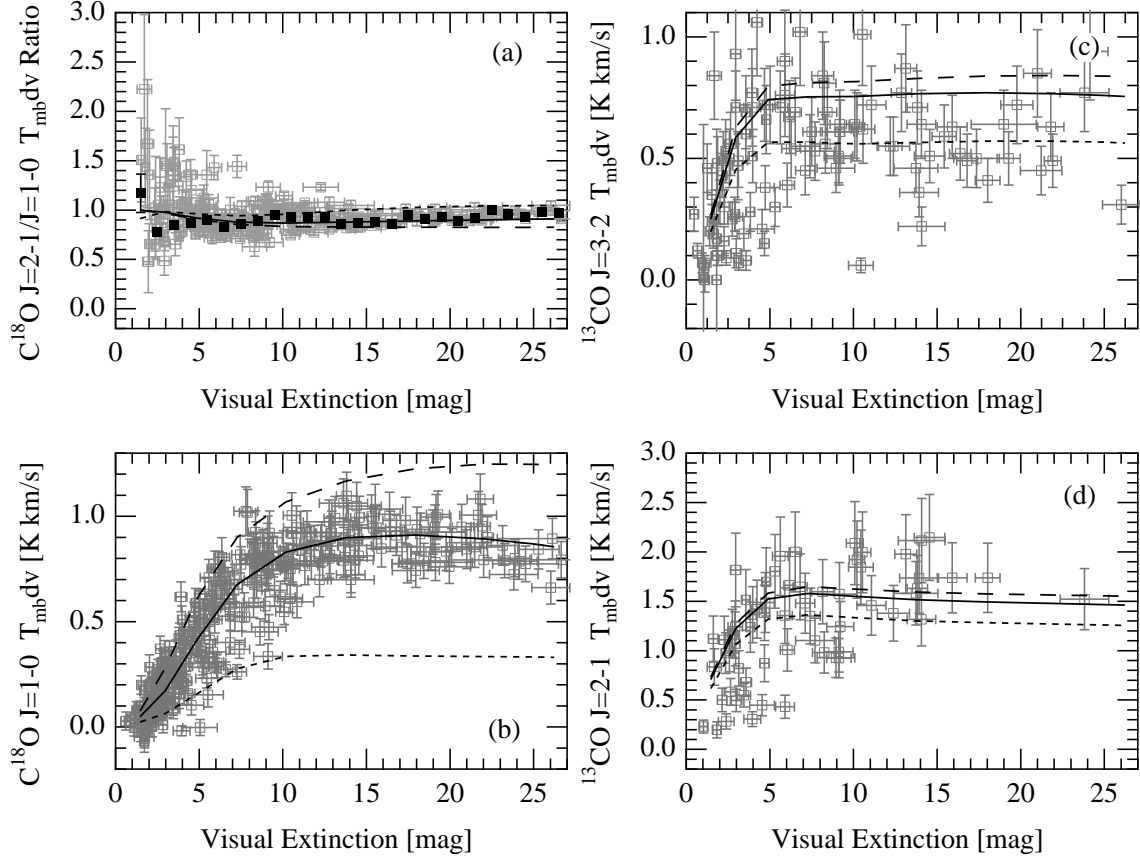 C¹⁸O J=2-1/J=1-0 Tmbdv Ratio
3.0
2.5
2.0
1.5
1.0
0.5
0.0
(a)
0 5 10 15 20 25
Visual Extinction [mag]
¹³CO J=3-2 Tmbdv [K km/s]
1.0
0.5
0.0
(c)
0 5 10 15 20 25
Visual Extinction [mag]
C¹⁸O J=1-0 Tmbdv [K km/s]
1.0
0.5
0.0
(b)
0 5 10 15 20 25
Visual Extinction [mag]
¹³CO J=2-1 Tmbdv [K km/s]
3.0
2.5
2.0
1.5
1.0
0.5
0.0
(d)
0 5 10 15 20 25
Visual Extinction [mag]